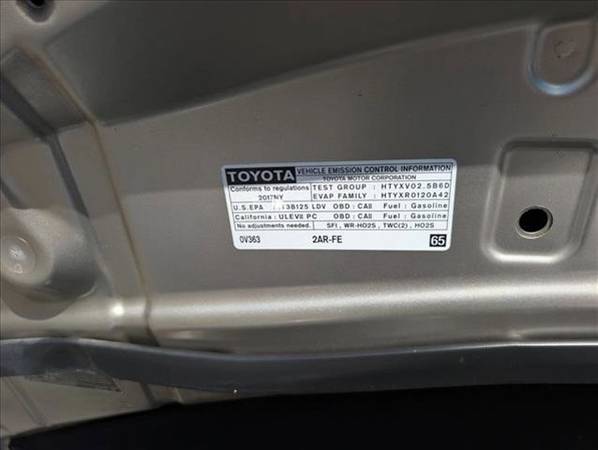 TOYOTA VEHICLE EMISSION CONTROL INFORMATION
TOYOTA MOTOR CORPORATION
Conforms to regulations TEST GROUP : HTYXV02.5B6D
2017MY EVAP FAMILY : HTYXR0120A42
U.S.EPA LDV OBD: CAII Fuel : Gasoline
California : ULEV PC OBD: CAII Fuel : Gasoline
No adjustments needed. SFI, WR-HO2S, TWC(2), HO2S
0V363 2AR-FE 65